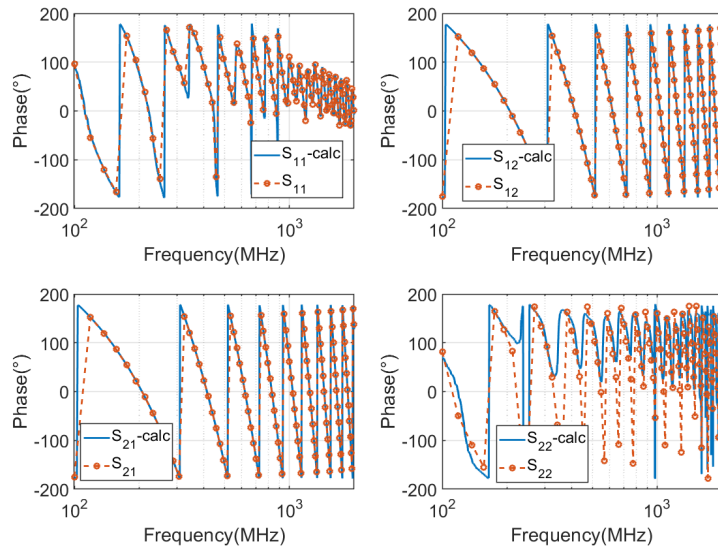 200
100
0
-100
-200
Phase(°)
S11-calc
S11
10^2
10^3
Frequency(MHz)
200
100
0
-100
-200
Phase(°)
S12-calc
S12
10^2
10^3
Frequency(MHz)
200
100
0
-100
-200
Phase(°)
S21-calc
S21
10^2
10^3
Frequency(MHz)
200
100
0
-100
-200
Phase(°)
S22-calc
S22
10^2
10^3
Frequency(MHz)